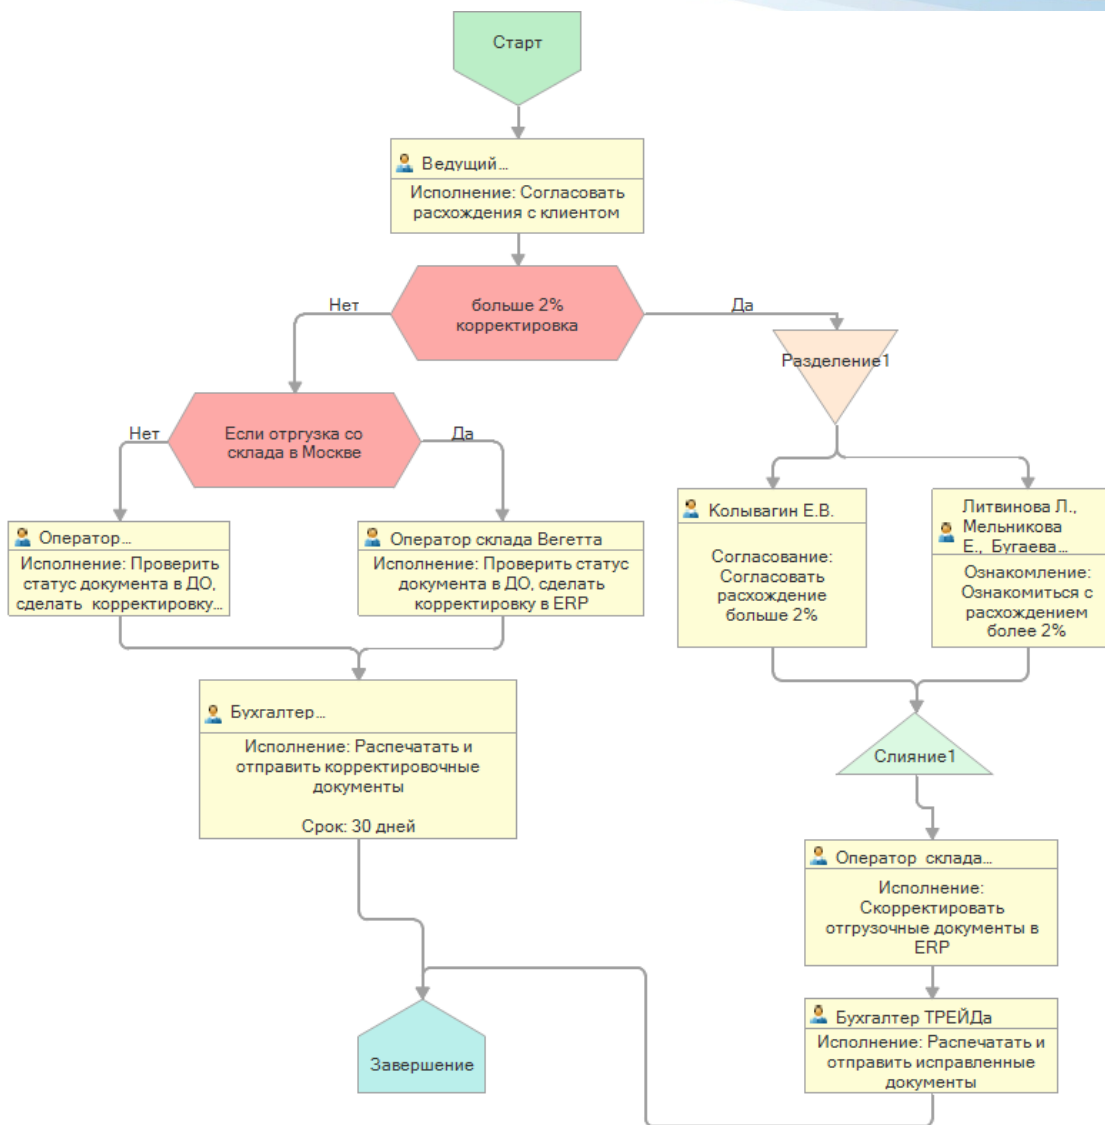 Старт
Ведущий...
Исполнение: Согласовать
расхождения с клиентом
Нет
больше 2%
корректировка
Да
Разделение1
Нет
Если отргузка со
склада в Москве
Да
Оператор...
Исполнение: Проверить
статус документа в ДО,
сделать корректировку...
Оператор склада Вегетта
Исполнение: Проверить статус
документа в ДО, сделать
корректировку в ERP
Колывагин Е.В.
Согласование:
Согласовать
расхождение
больше 2%
Литвинова Л.,
Мельникова
Е., Бугаева...
Ознакомление:
Ознакомиться с
расхождением
более 2%
Бухгалтер...
Исполнение: Распечатать и
отправить корректировочные
документы
Срок: 30 дней
Слияние1
Оператор склада...
Исполнение:
Скорректировать
отгрузочные документы в
ERP
Бухгалтер ТРЕЙДа
Исполнение: Распечатать и
отправить исправленные
документы
Завершение